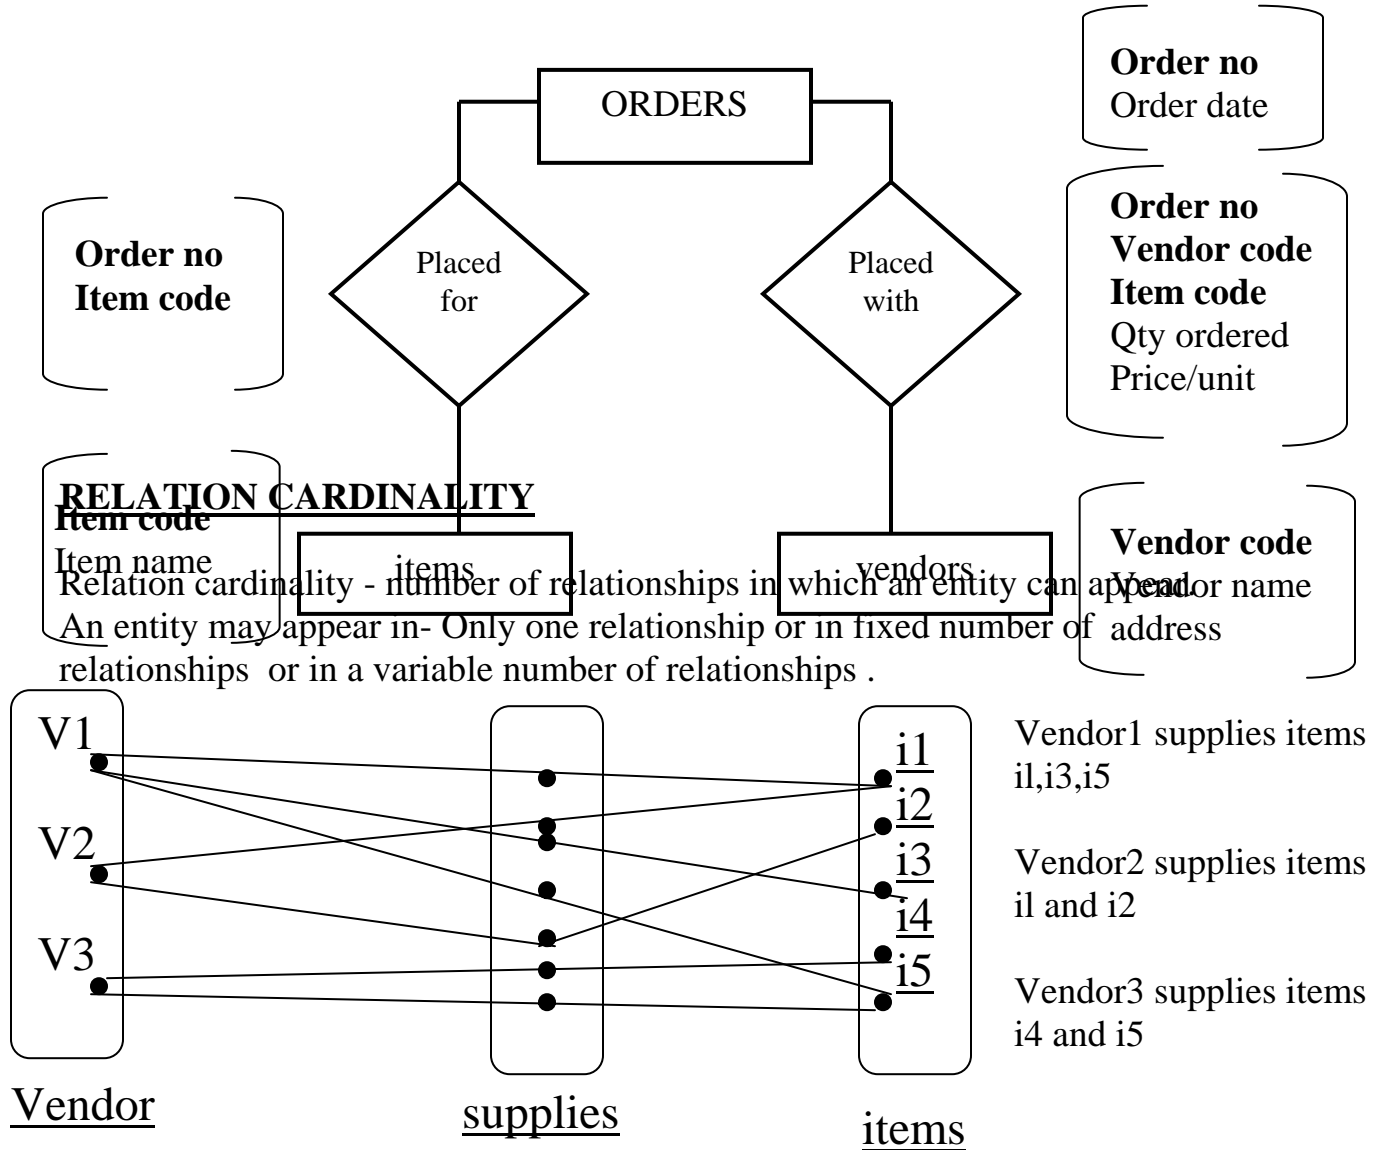 ORDERS
Order no
Order date
Order no
Item code
Placed
for
Placed
with
Order no
Vendor code
Item code
Qty ordered
Price/unit
RELATION CARDINALITY
Item code
Item name
items
vendors
Vendor code
Vendor name
address
Relation cardinality - number of relationships in which an entity can appear.
An entity may appear in- Only one relationship or in fixed number of
relationships or in a variable number of relationships .
V1
V2
V3
i1
i2
i3
i4
i5
Vendor1 supplies items
il,i3,i5
Vendor2 supplies items
il and i2
Vendor3 supplies items
i4 and i5
Vendor
supplies
items